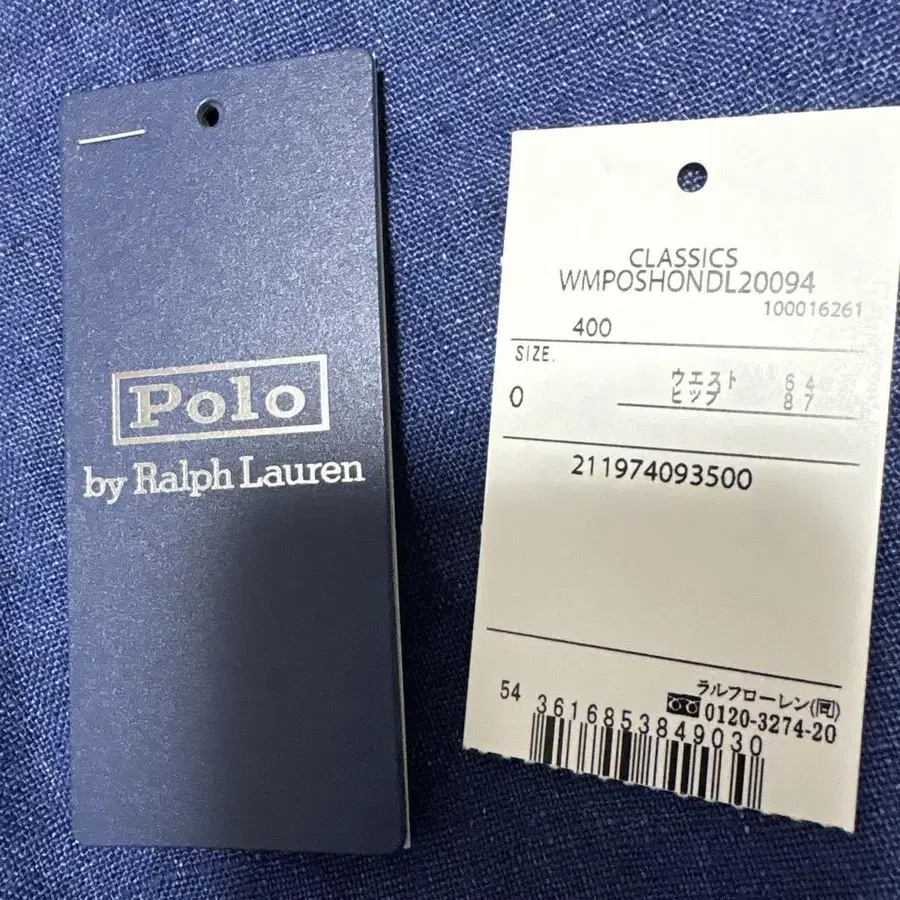 Polo
by Ralph Lauren
CLASSICS
WMPOSHONDL20094
100016261
400
SIZE.
0
ウエスト 64
ヒップ 87
211974093500
ラルフローレン(同)
0120-3274-20
54
3616853849030